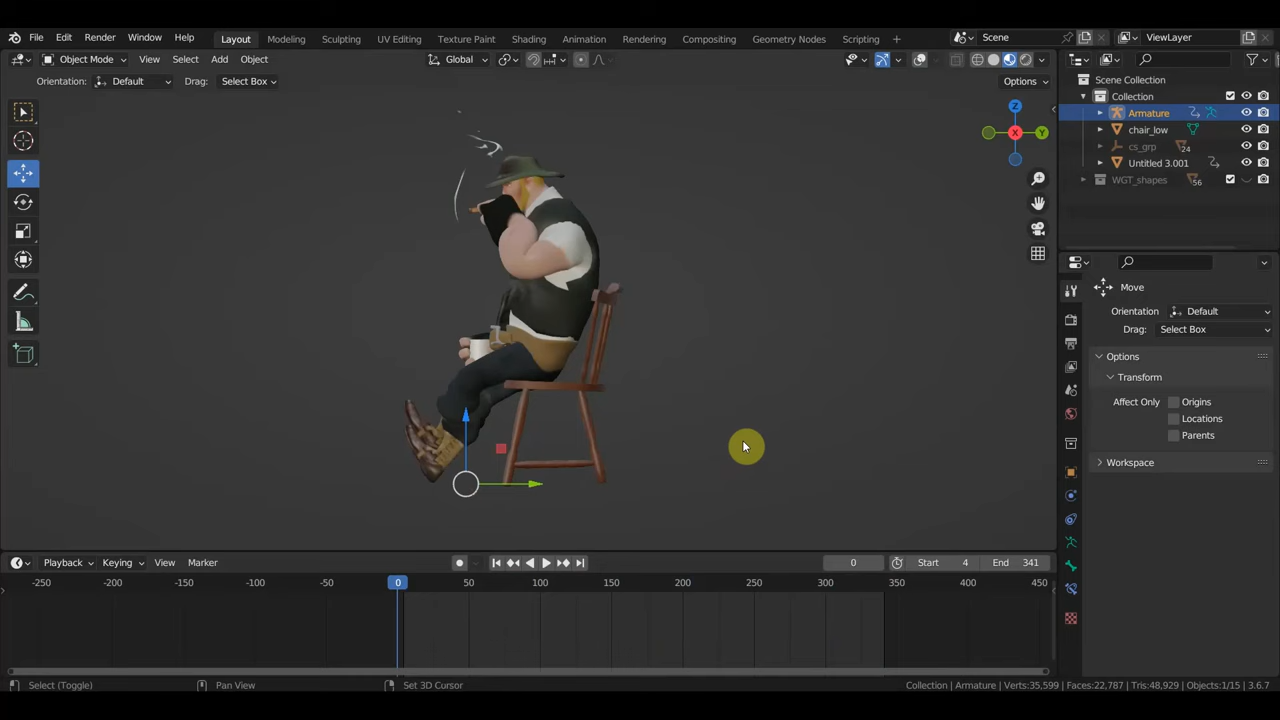 File Edit Render Window Help Layout Modeling Sculpting UV Editing Texture Paint Shading Animation Rendering Compositing Geometry Nodes Scripting + Scene ViewLayer
Object Mode View Select Add Object Global Options
Orientation: Default Drag: Select Box
Scene Collection
Collection
Armature
chair_low
cs_grp 24
Untitled 3.001
WGT_shapes 56
Z
X
Y
Move
Orientation Default
Drag: Select Box
Options
Transform
Affect Only Origins
Locations
Parents
Workspace
Playback Keying View Marker 0 Start 4 End 341
-250 -200 -150 -100 -50 0 50 100 150 200 250 300 350 400 450
Select (Toggle) Pan View Set 3D Cursor Collection | Armature | Verts:35,599 | Faces:22,787 | Tris:48,929 | Objects:1/15 | 3.6.7